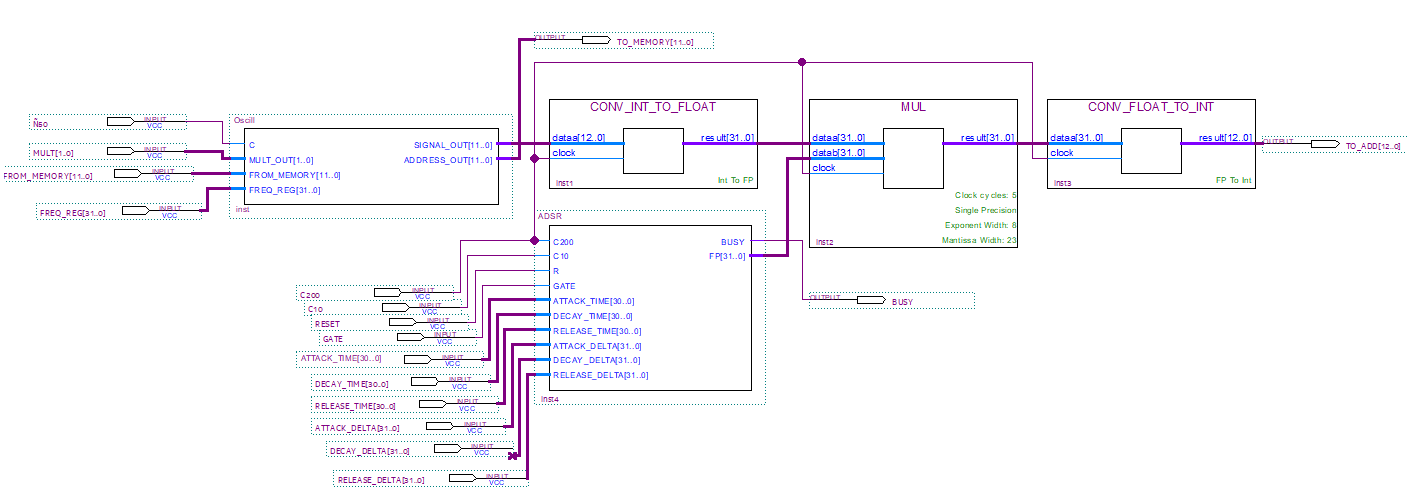 OUTPUT
TO_MEMORY[11..0]
Ñ50
INPUT
VCC
MULT[1..0]
INPUT
VCC
FROM_MEMORY[11..0]
INPUT
VCC
FREQ_REG[31..0]
INPUT
VCC
Oscill
C
MULT_OUT[1..0]
FROM_MEMORY[11..0]
FREQ_REG[31..0]
SIGNAL_OUT[11..0]
ADDRESS_OUT[11..0]
inst
CONV_INT_TO_FLOAT
dataa[12..0]
clock
result[31..0]
inst1
Int To FP
MUL
dataa[31..0]
datab[31..0]
clock
result[31..0]
Clock cycles: 5
Single Precision
Exponent Width: 8
Mantissa Width: 23
inst2
CONV_FLOAT_TO_INT
dataa[31..0]
clock
result[12..0]
inst3
FP To Int
OUTPUT
TO_ADD[12..0]
ADSR
C200
C10
R
GATE
ATTACK_TIME[30..0]
DECAY_TIME[30..0]
RELEASE_TIME[30..0]
ATTACK_DELTA[31..0]
DECAY_DELTA[31..0]
RELEASE_DELTA[31..0]
BUSY
FP[31..0]
inst4
OUTPUT
BUSY
C200
INPUT
VCC
C10
INPUT
VCC
RESET
INPUT
VCC
GATE
INPUT
VCC
ATTACK_TIME[30..0]
INPUT
VCC
DECAY_TIME[30..0]
INPUT
VCC
RELEASE_TIME[30..0]
INPUT
VCC
ATTACK_DELTA[31..0]
INPUT
VCC
DECAY_DELTA[31..0]
INPUT
VCC
RELEASE_DELTA[31..0]
INPUT
VCC